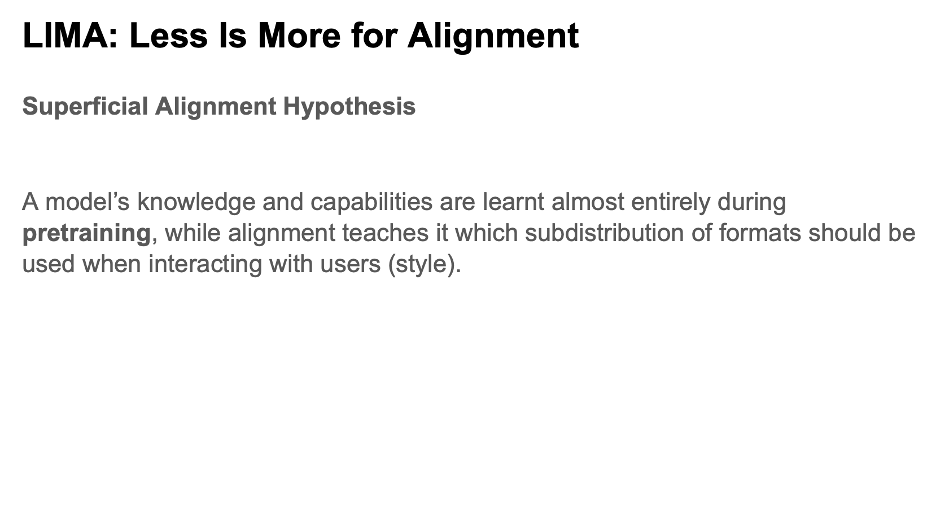 LIMA: Less Is More for Alignment
Superficial Alignment Hypothesis
A model’s knowledge and capabilities are learnt almost entirely during
pretraining, while alignment teaches it which subdistribution of formats should be
used when interacting with users (style).